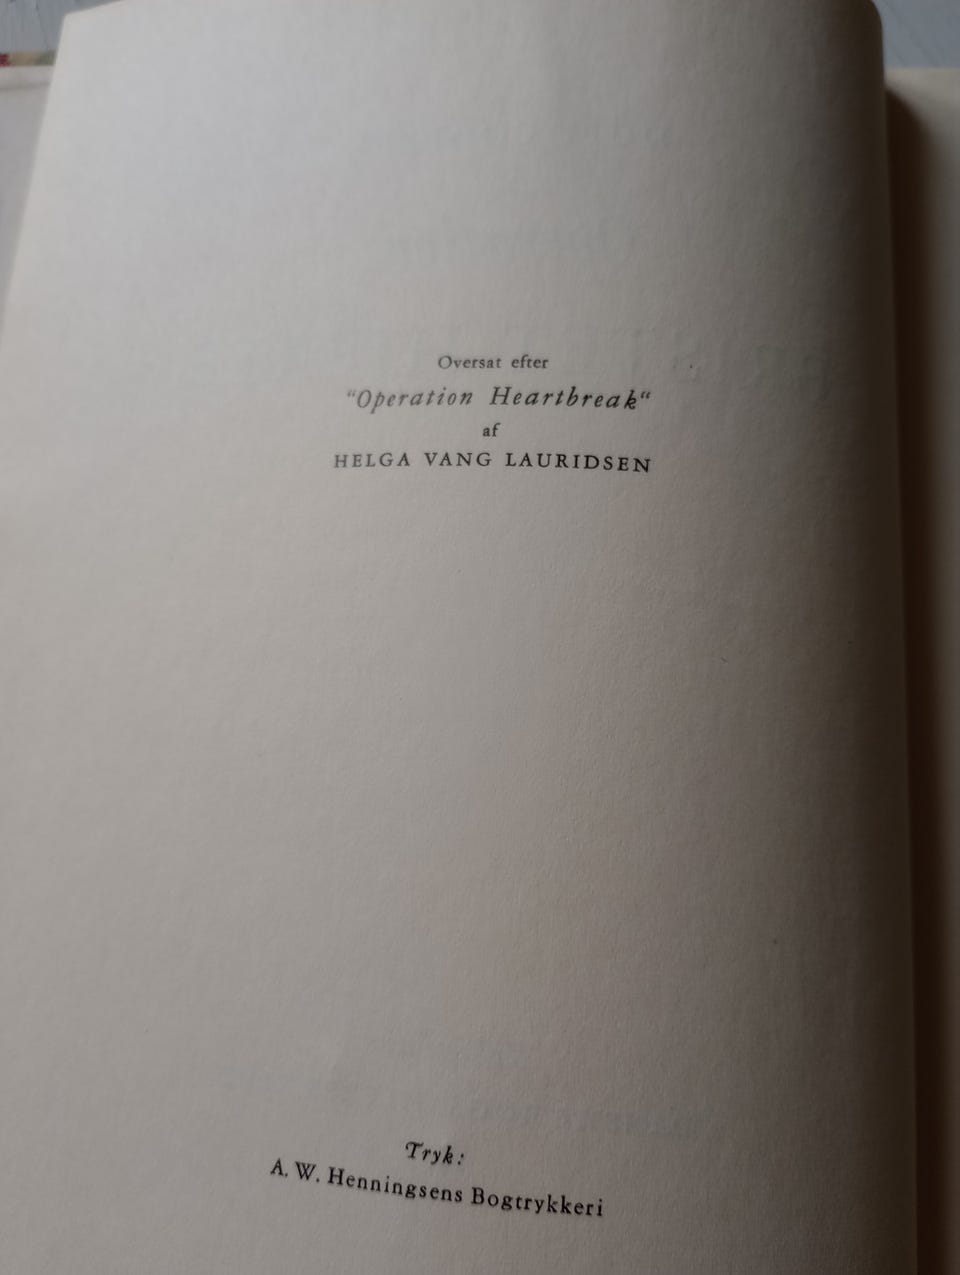 Oversat efter
"Operation Heartbreak“
af
HELGA VANG LAURIDSEN
Tryk:
A. W. Henningsens Bogtrykkeri